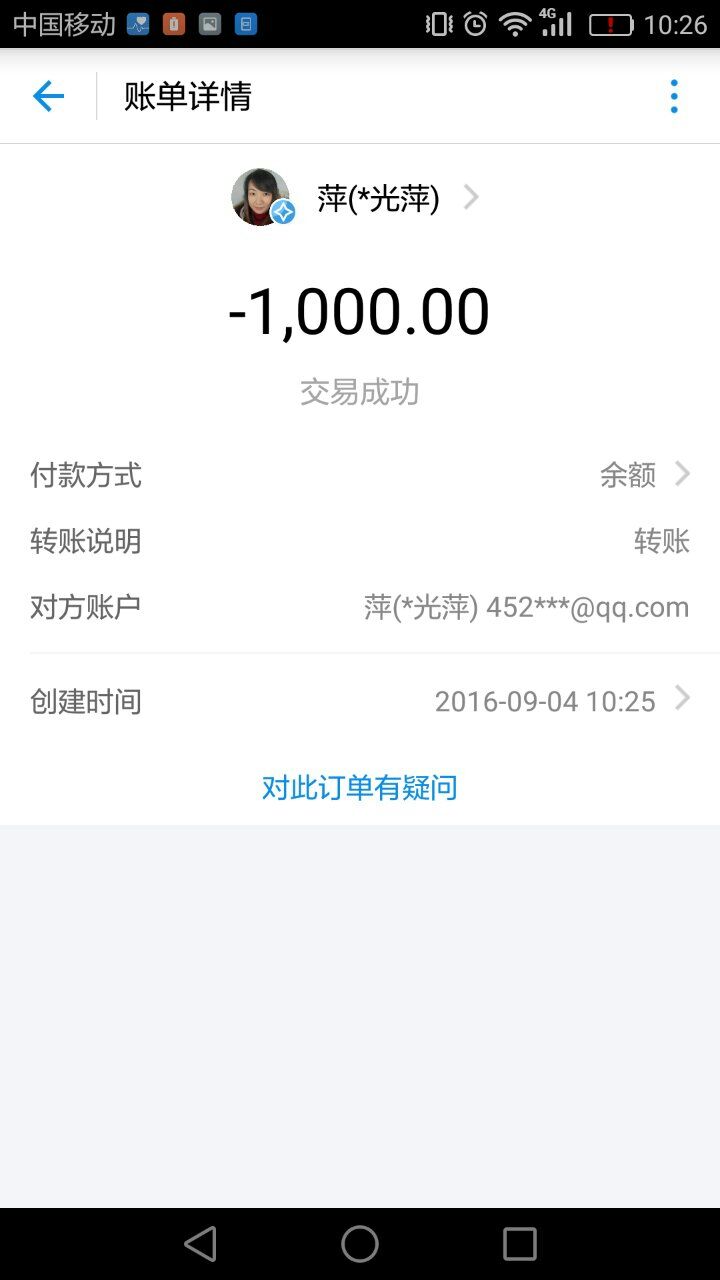 中国移动 4G 10:26
账单详情
萍(*光萍)
-1,000.00
交易成功
付款方式 余额
转账说明 转账
对方账户 萍(*光萍) 452***@qq.com
创建时间 2016-09-04 10:25
对此订单有疑问